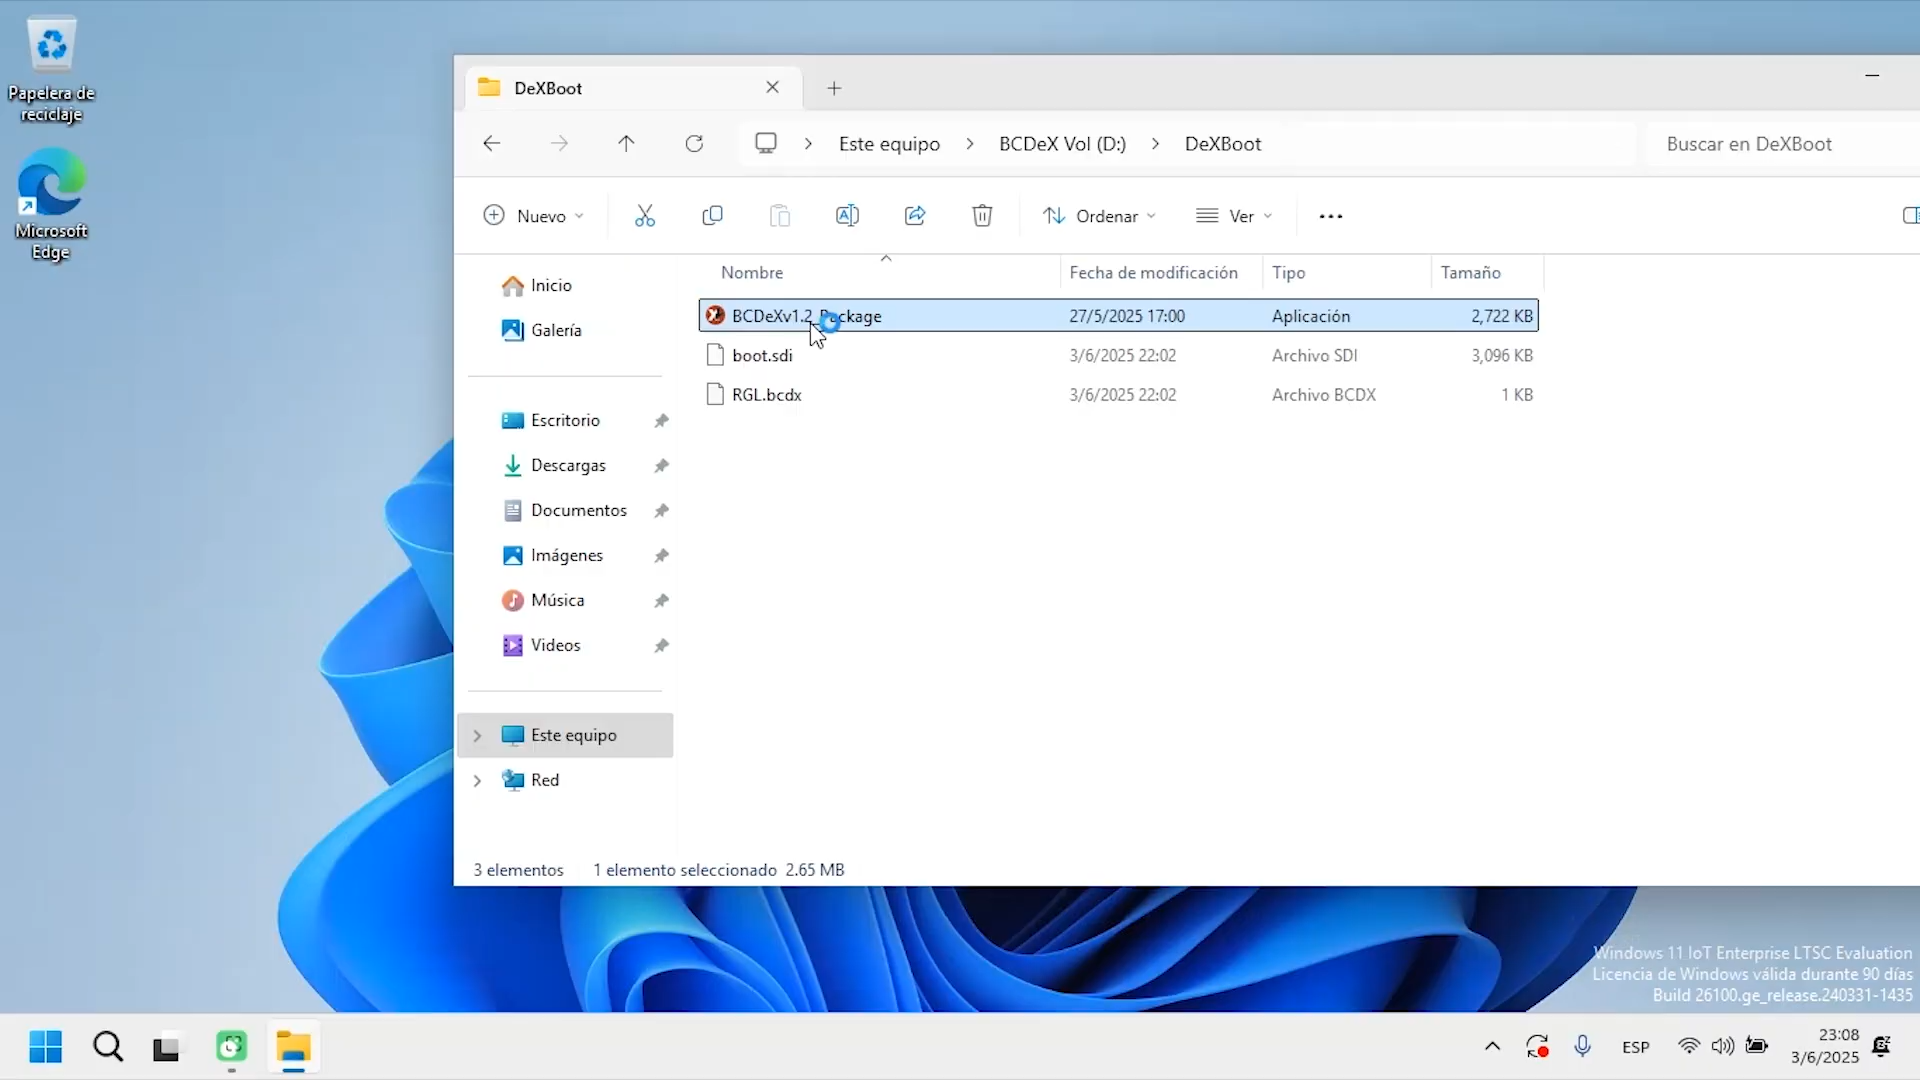 Papelera de
reciclaje
Microsoft
Edge
DeXBoot
Este equipo > BCDeX Vol (D:) > DeXBoot
Buscar en DeXBoot
Nuevo
Ordenar
Ver
Nombre Fecha de modificación Tipo Tamaño
BCDeXv1.2_Package 27/5/2025 17:00 Aplicación 2,722 KB
boot.sdi 3/6/2025 22:02 Archivo SDI 3,096 KB
RGL.bcdx 3/6/2025 22:02 Archivo BCDX 1 KB
Inicio
Galería
Escritorio
Descargas
Documentos
Imágenes
Música
Videos
Este equipo
Red
3 elementos 1 elemento seleccionado 2.65 MB
Windows 11 IoT Enterprise LTSC Evaluation
Licencia de Windows válida durante 90 días
Build 26100.ge_release.240331-1435
ESP
23:08
3/6/2025